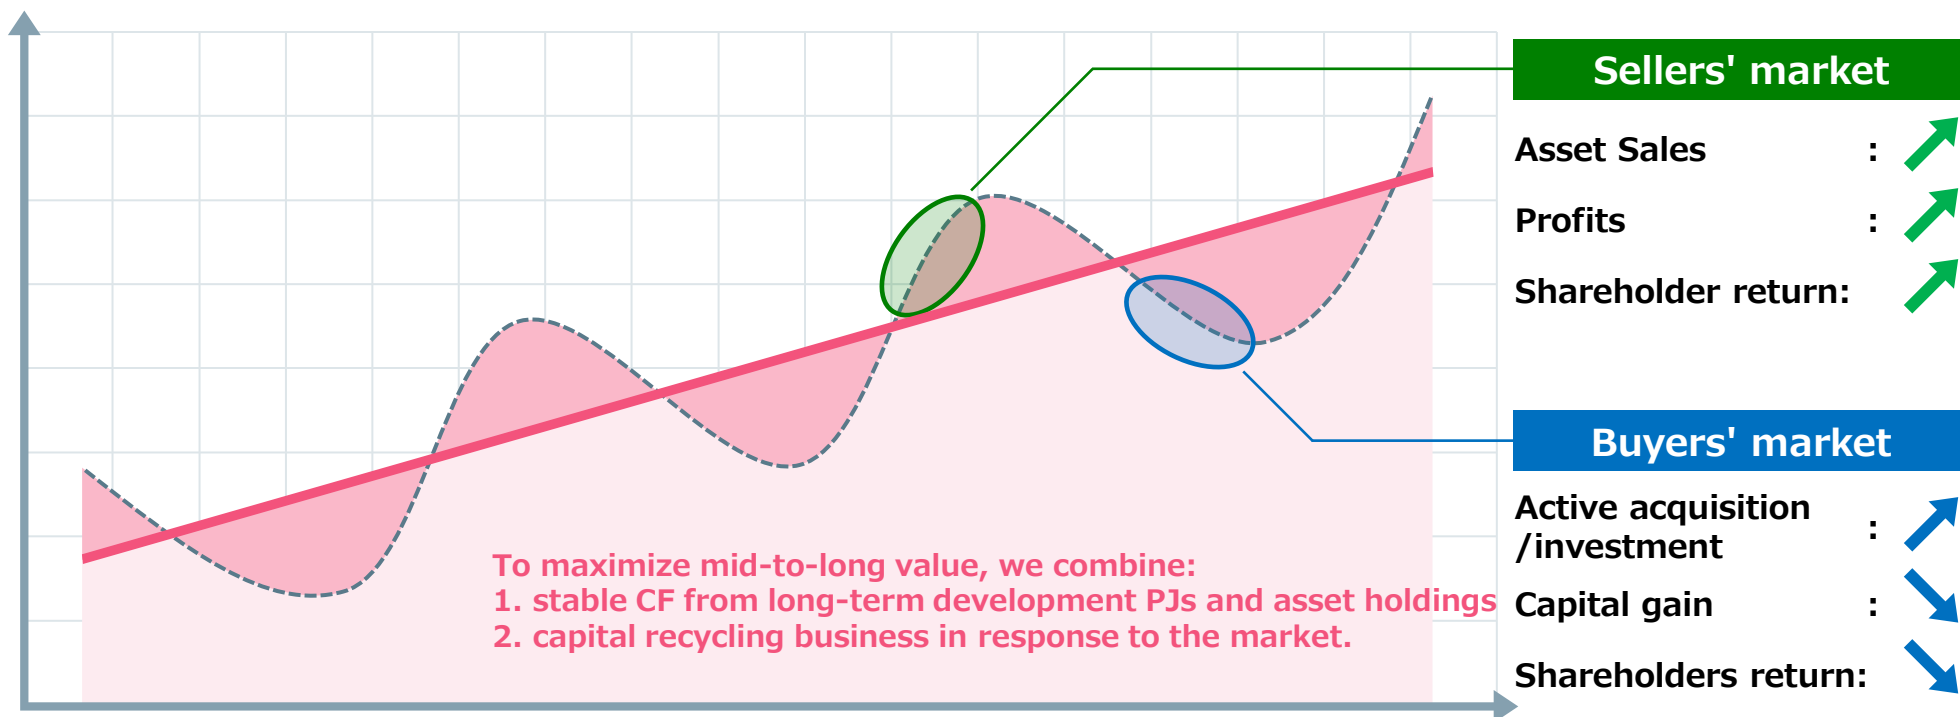 Sellers' market
Asset Sales :
Profits :
Shareholder return:
Buyers' market
Active acquisition
/investment :
Capital gain :
Shareholders return:
To maximize mid-to-long value, we combine:
1. stable CF from long-term development PJs and asset holdings
2. capital recycling business in response to the market.